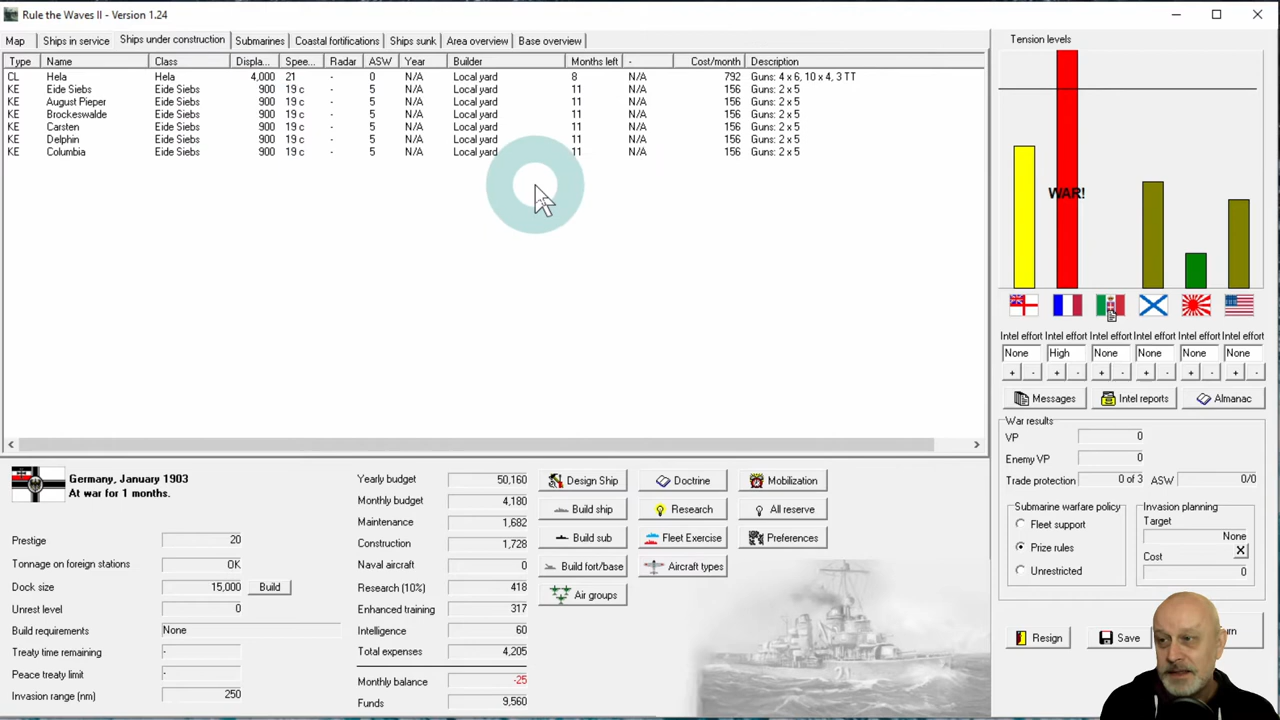 Rule the Waves II - Version 1.24
Map Ships in service Ships under construction Submarines Coastal fortifications Ships sunk Area overview Base overview
Type Name Class Displa... Spee... Radar ASW Year Builder Months left - Cost/month Description
CL Hela Hela 4,000 21 - 0 N/A Local yard 8 N/A 792 Guns: 4 x 6, 10 x 4, 3 TT
KE Eide Siebs Eide Siebs 900 19 c - 5 N/A Local yard 11 N/A 156 Guns: 2 x 5
KE August Pieper Eide Siebs 900 19 c - 5 N/A Local yard 11 N/A 156 Guns: 2 x 5
KE Brockeswalde Eide Siebs 900 19 c - 5 N/A Local yard 11 N/A 156 Guns: 2 x 5
KE Carsten Eide Siebs 900 19 c - 5 N/A Local yard 11 N/A 156 Guns: 2 x 5
KE Delphin Eide Siebs 900 19 c - 5 N/A Local yard 11 N/A 156 Guns: 2 x 5
KE Columbia Eide Siebs 900 19 c - 5 N/A Local yard 11 N/A 156 Guns: 2 x 5
Germany, January 1903
At war for 1 months.
Prestige 20
Tonnage on foreign stations OK
Dock size 15,000 Build
Unrest level 0
Build requirements None
Treaty time remaining -
Peace treaty limit -
Invasion range (nm) 250
Yearly budget 50,160
Monthly budget 4,180
Maintenance 1,682
Construction 1,728
Naval aircraft 0
Research (10%) 418
Enhanced training 317
Intelligence 60
Total expenses 4,205
Monthly balance -25
Funds 9,560
Design Ship Doctrine Mobilization
Build ship Research All reserve
Build sub Fleet Exercise Preferences
Build fort/base Aircraft types
Air groups
21
Tension levels
WAR!
Intel effort Intel effort Intel effort Intel effort Intel effort Intel effort
None High None None None None
+ - + - + - + - + - + -
Messages Intel reports Almanac
War results
VP 0
Enemy VP 0
Trade protection 0 of 3 ASW 0/0
Submarine warfare policy
Fleet support
Prize rules
Unrestricted
Invasion planning
Target
None
Cost X
0
Resign Save